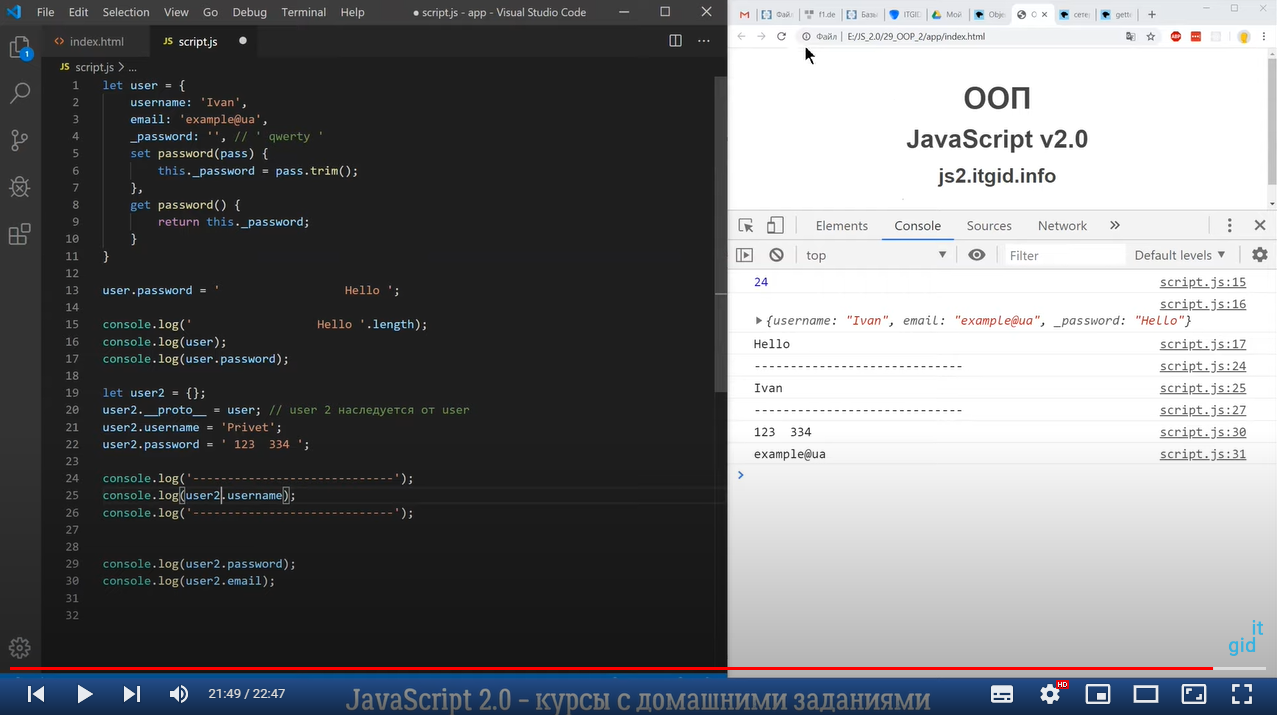 File Edit Selection View Go Debug Terminal Help ● script.js - app - Visual Studio Code
index.html JS script.js
JS script.js > ...
1 let user = {
2 username: 'Ivan',
3 email: 'example@ua',
4 _password: '', // ' qwerty '
5 set password(pass) {
6 this._password = pass.trim();
7 },
8 get password() {
9 return this._password;
10 }
11 }
12
13 user.password = '                  Hello ';
14
15 console.log('                  Hello '.length);
16 console.log(user);
17 console.log(user.password);
18
19 let user2 = {};
20 user2.__proto__ = user; // user 2 наследуется от user
21 user2.username = 'Privet';
22 user2.password = ' 123  334 ';
23
24 console.log('-----------------------------');
25 console.log(user2.username);
26 console.log('-----------------------------');
27
28
29 console.log(user2.password);
30 console.log(user2.email);
31
32
1
Файл f1.de Базы ITGID Мой Obje сете gette
Файл E:/JS_2.0/29_OOP_2/app/index.html
ABP
ООП
JavaScript v2.0
js2.itgid.info
Elements Console Sources Network »
top Filter Default levels
24 script.js:15
script.js:16
{username: "Ivan", email: "example@ua", _password: "Hello"}
Hello script.js:17
----------------------------- script.js:24
Ivan script.js:25
----------------------------- script.js:27
123  334 script.js:30
example@ua script.js:31
it
gid
21:49 / 22:47
JavaScript 2.0 - курсы с домашними заданиями
HD